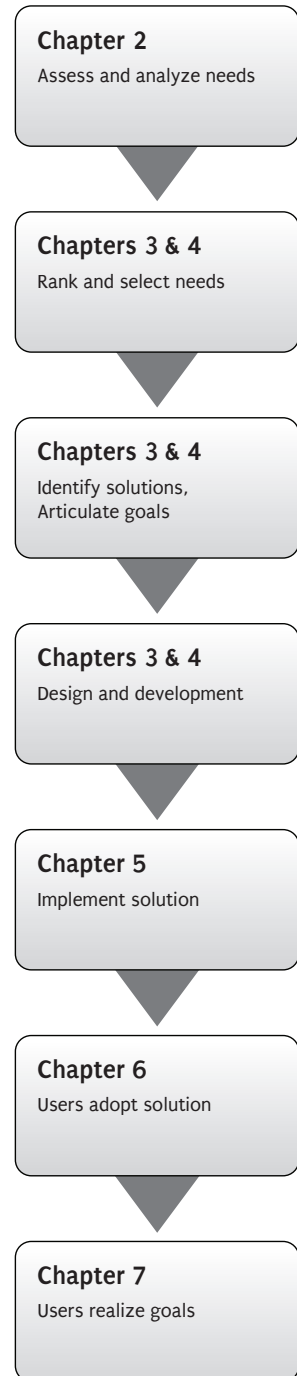 Chapter 2
Assess and analyze needs
Chapters 3 & 4
Rank and select needs
Chapters 3 & 4
Identify solutions,
Articulate goals
Chapters 3 & 4
Design and development
Chapter 5
Implement solution
Chapter 6
Users adopt solution
Chapter 7
Users realize goals